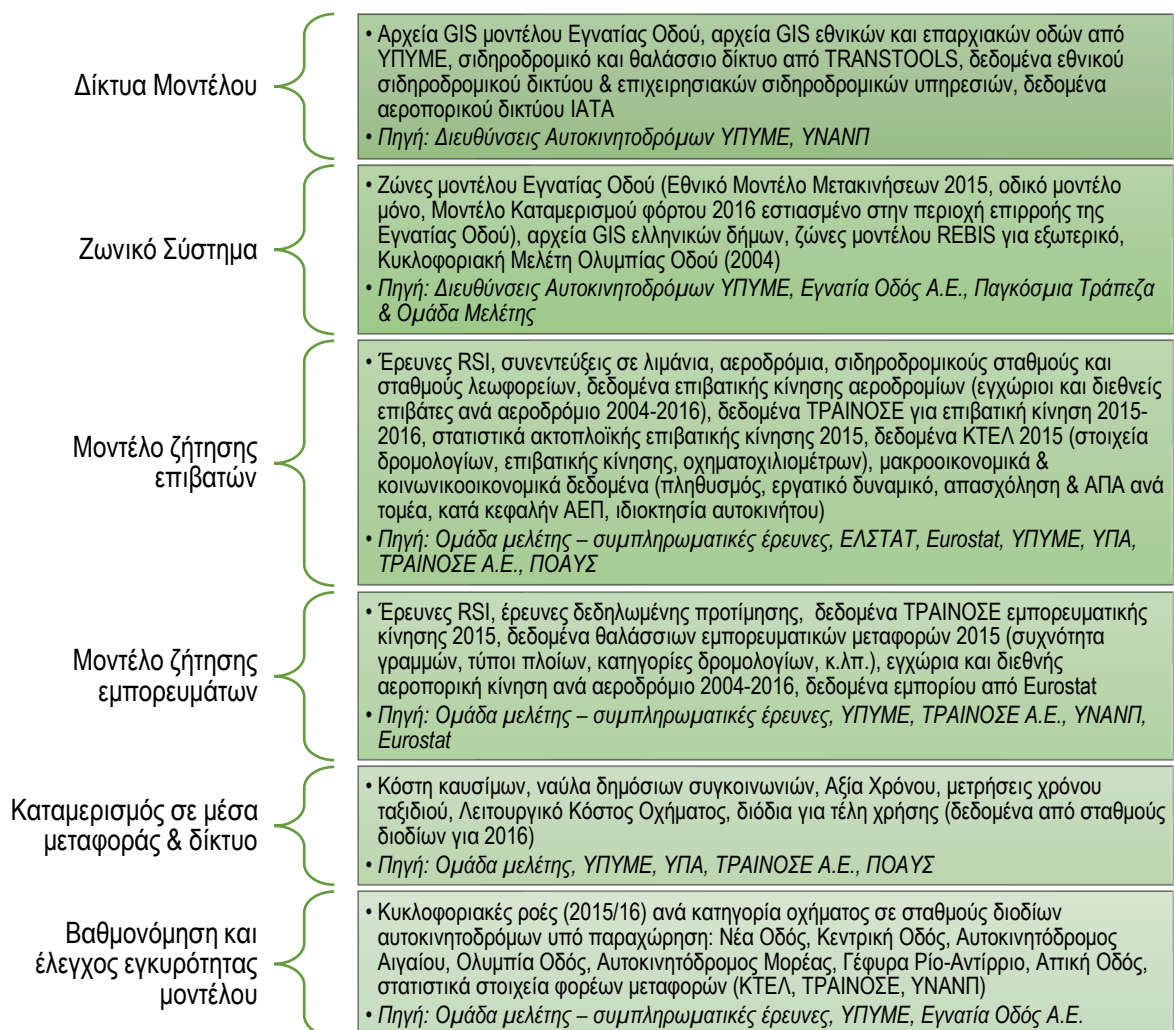 Δίκτυα Μοντέλου
• Αρχεία GIS μοντέλου Εγνατίας Οδού, αρχεία GIS εθνικών και επαρχιακών οδών από
ΥΠΥΜΕ, σιδηροδρομικό και θαλάσσιο δίκτυο από TRANSTOOLS, δεδομένα εθνικού
σιδηροδρομικού δικτύου & επιχειρησιακών σιδηροδρομικών υπηρεσιών, δεδομένα
αεροπορικού δικτύου IATA
• Πηγή: Διευθύνσεις Αυτοκινητοδρόμων ΥΠΥΜΕ, ΥΝΑΝΠ
Ζωνικό Σύστημα
• Ζώνες μοντέλου Εγνατίας Οδού (Εθνικό Μοντέλο Μετακινήσεων 2015, οδικό μοντέλο
μόνο, Μοντέλο Καταμερισμού φόρτου 2016 εστιασμένο στην περιοχή επιρροής της
Εγνατίας Οδού), αρχεία GIS ελληνικών δήμων, ζώνες μοντέλου REBIS για εξωτερικό,
Κυκλοφοριακή Μελέτη Ολυμπίας Οδού (2004)
• Πηγή: Διευθύνσεις Αυτοκινητοδρόμων ΥΠΥΜΕ, Εγνατία Οδός Α.Ε., Παγκόσμια Τράπεζα
& Ομάδα Μελέτης
Μοντέλο ζήτησης
επιβατών
• Έρευνες RSI, συνεντεύξεις σε λιμάνια, αεροδρόμια, σιδηροδρομικούς σταθμούς και
σταθμούς λεωφορείων, δεδομένα επιβατικής κίνησης αεροδρομίων (εγχώριοι και διεθνείς
επιβάτες ανά αεροδρόμιο 2004-2016), δεδομένα ΤΡΑΙΝΟΣΕ για επιβατική κίνηση 2015-
2016, στατιστικά ακτοπλοϊκής επιβατικής κίνησης 2015, δεδομένα ΚΤΕΛ 2015 (στοιχεία
δρομολογίων, επιβατικής κίνησης, οχηματοχιλιομέτρων), μακροοικονομικά &
κοινωνικοοικονομικά δεδομένα (πληθυσμός, εργατικό δυναμικό, απασχόληση & ΑΠΑ ανά
τομέα, κατά κεφαλήν ΑΕΠ, ιδιοκτησία αυτοκινήτου)
• Πηγή: Ομάδα μελέτης – συμπληρωματικές έρευνες, ΕΛΣΤΑΤ, Eurostat, ΥΠΥΜΕ, ΥΠΑ,
ΤΡΑΙΝΟΣΕ Α.Ε., ΠΟΑΥΣ
Μοντέλο ζήτησης
εμπορευμάτων
• Έρευνες RSI, έρευνες δεδηλωμένης προτίμησης, δεδομένα ΤΡΑΙΝΟΣΕ εμπορευματικής
κίνησης 2015, δεδομένα θαλάσσιων εμπορευματικών μεταφορών 2015 (συχνότητα
γραμμών, τύποι πλοίων, κατηγορίες δρομολογίων, κ.λπ.), εγχώρια και διεθνής
αεροπορική κίνηση ανά αεροδρόμιο 2004-2016, δεδομένα εμπορίου από Eurostat
• Πηγή: Ομάδα μελέτης – συμπληρωματικές έρευνες, ΥΠΥΜΕ, ΤΡΑΙΝΟΣΕ Α.Ε., ΥΝΑΝΠ,
Eurostat
Καταμερισμός σε μέσα
μεταφοράς & δίκτυο
• Κόστη καυσίμων, ναύλα δημόσιων συγκοινωνιών, Αξία Χρόνου, μετρήσεις χρόνου
ταξιδιού, Λειτουργικό Κόστος Οχήματος, διόδια για τέλη χρήσης (δεδομένα από σταθμούς
διοδίων για 2016)
• Πηγή: Ομάδα μελέτης, ΥΠΥΜΕ, ΥΠΑ, ΤΡΑΙΝΟΣΕ Α.Ε., ΠΟΑΥΣ
Βαθμονόμηση και
έλεγχος εγκυρότητας
μοντέλου
• Κυκλοφοριακές ροές (2015/16) ανά κατηγορία οχήματος σε σταθμούς διοδίων
αυτοκινητοδρόμων υπό παραχώρηση: Νέα Οδός, Κεντρική Οδός, Αυτοκινητόδρομος
Αιγαίου, Ολυμπία Οδός, Αυτοκινητόδρομος Μορέας, Γέφυρα Ρίο-Αντίρριο, Αττική Οδός,
στατιστικά στοιχεία φορέων μεταφορών (ΚΤΕΛ, ΤΡΑΙΝΟΣΕ, ΥΝΑΝΠ)
• Πηγή: Ομάδα μελέτης – συμπληρωματικές έρευνες, ΥΠΥΜΕ, Εγνατία Οδός Α.Ε.